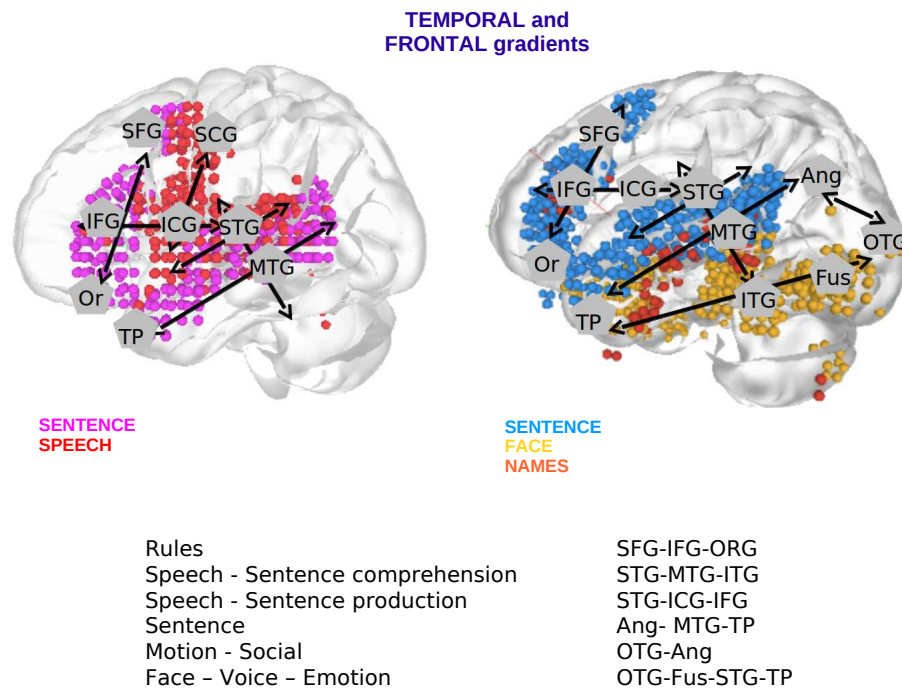 TEMPORAL and
FRONTAL gradients
SFG
SCG
IFG
ICG
STG
MTG
Or
TP
SFG
IFG
ICG
STG
Ang
MTG
OTG
Or
Fus
ITG
TP
SENTENCE
SPEECH
SENTENCE
FACE
NAMES
Rules SFG-IFG-ORG
Speech - Sentence comprehension STG-MTG-ITG
Speech - Sentence production STG-ICG-IFG
Sentence Ang- MTG-TP
Motion - Social OTG-Ang
Face – Voice – Emotion OTG-Fus-STG-TP